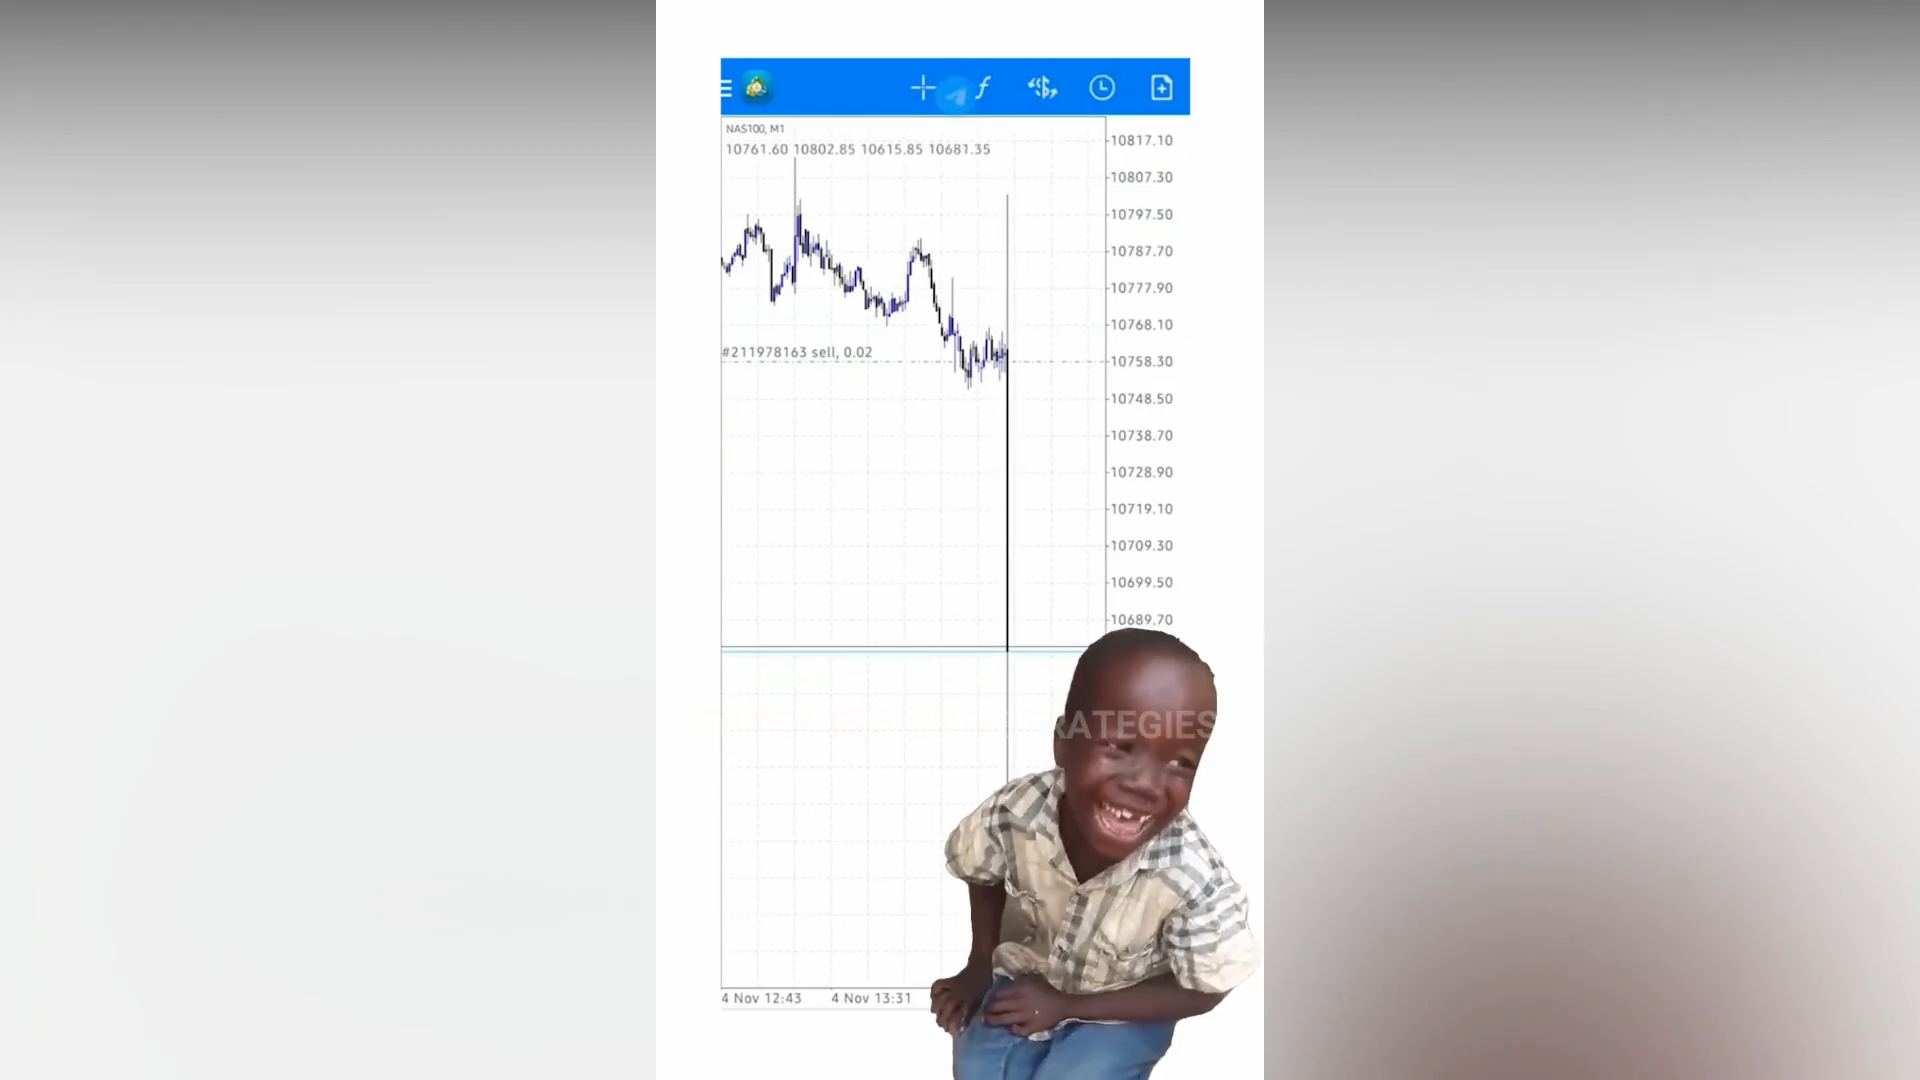 NAS100, M1
10761.60 10802.85 10615.85 10681.35
10817.10
10807.30
10797.50
10787.70
10777.90
10768.10
#211978163 sell, 0.02
10758.30
10748.50
10738.70
10728.90
10719.10
10709.30
10699.50
10689.70
STRATEGIES
4 Nov 12:43 4 Nov 13:31